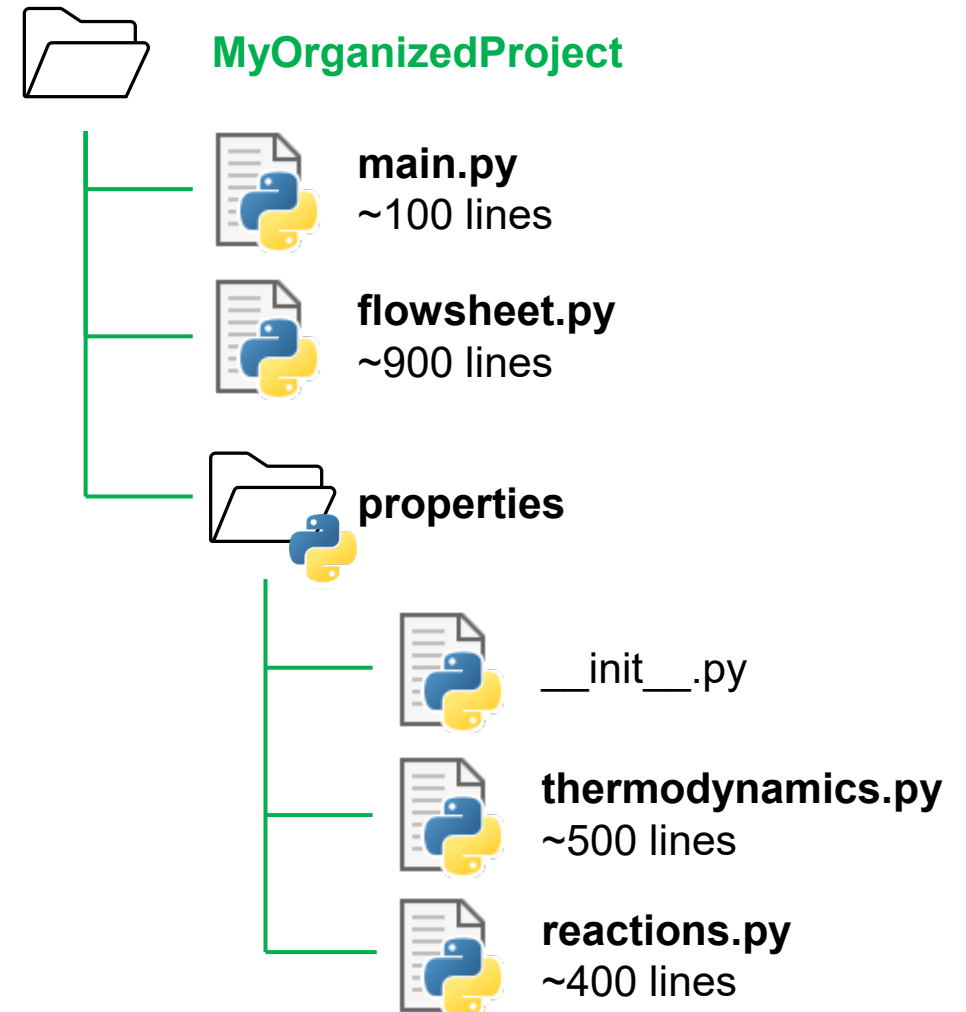 MyOrganizedProject
main.py
~100 lines
flowsheet.py
~900 lines
properties
__init__.py
thermodynamics.py
~500 lines
reactions.py
~400 lines